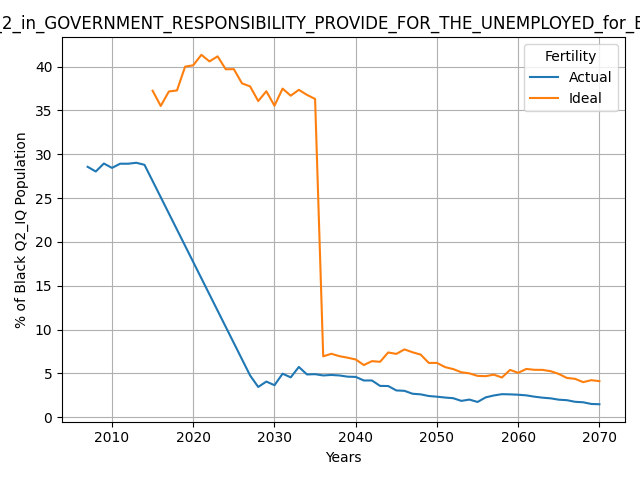 _2_in_GOVERNMENT_RESPONSIBILITY_PROVIDE_FOR_THE_UNEMPLOYED_for_
Fertility
Actual
Ideal
% of Black Q2_IQ Population
40
35
30
25
20
15
10
5
0
2010 2020 2030 2040 2050 2060 2070
Years